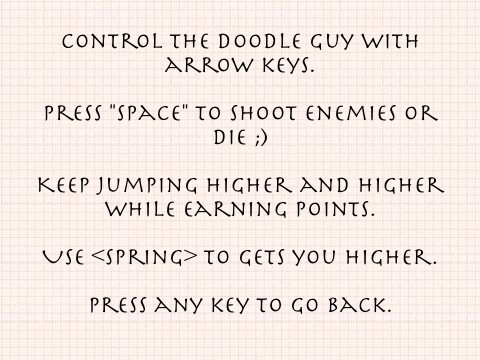 Control the Doodle Guy with
arrow keys.
Press "Space" to shoot enemies or
die ;)
Keep jumping higher and higher
while earning points.
Use <Spring> to gets you higher.
Press any key to go back.